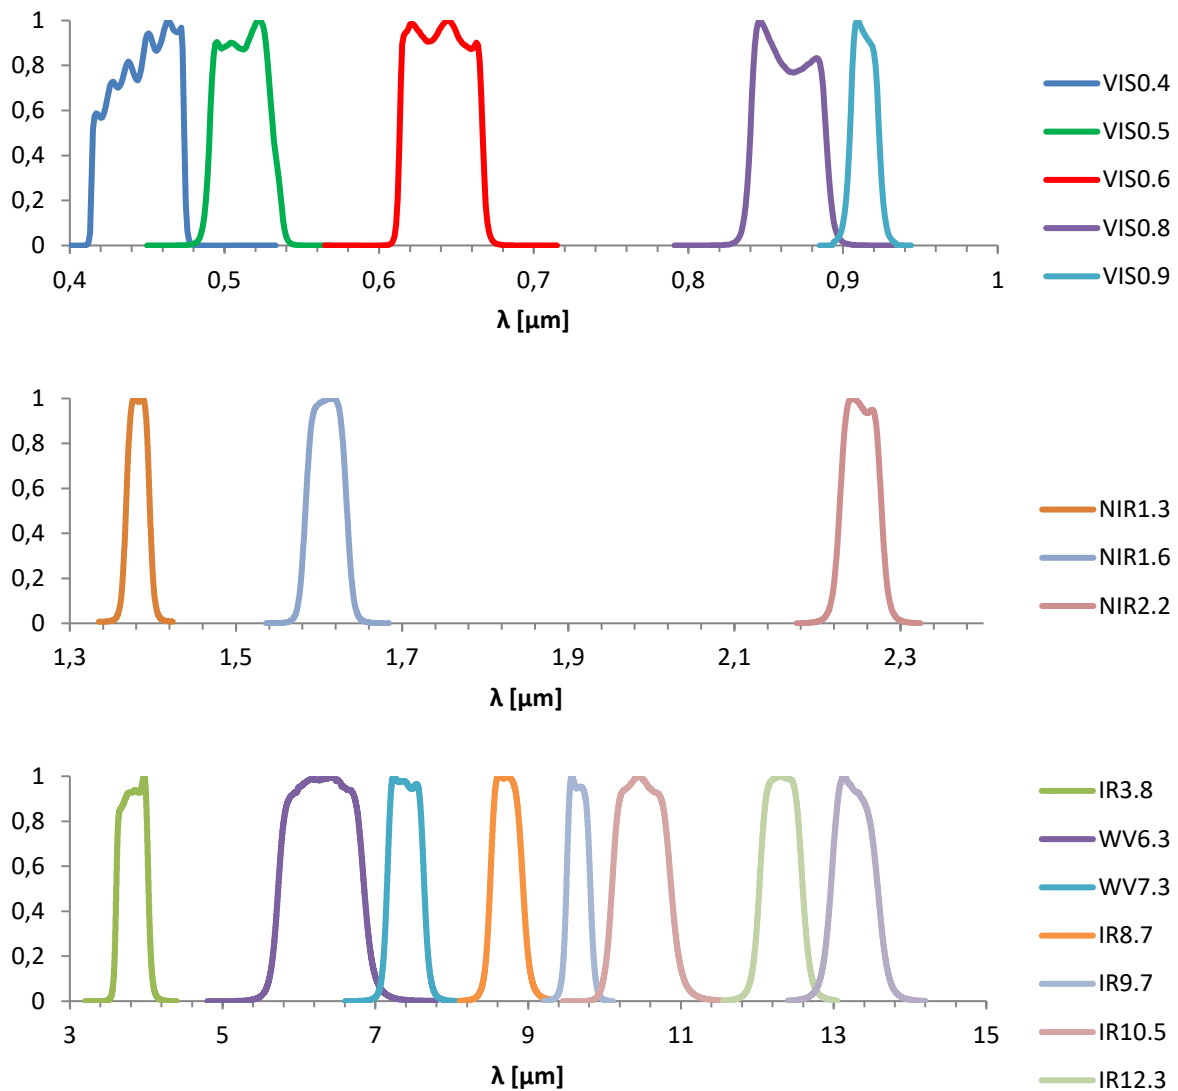 1
0,8
0,6
0,4
0,2
0
0,4 0,5 0,6 0,7 0,8 0,9 1
λ [µm]
VIS0.4
VIS0.5
VIS0.6
VIS0.8
VIS0.9
1
0,8
0,6
0,4
0,2
0
1,3 1,5 1,7 1,9 2,1 2,3
λ [µm]
NIR1.3
NIR1.6
NIR2.2
1
0,8
0,6
0,4
0,2
0
3 5 7 9 11 13 15
λ [µm]
IR3.8
WV6.3
WV7.3
IR8.7
IR9.7
IR10.5
IR12.3